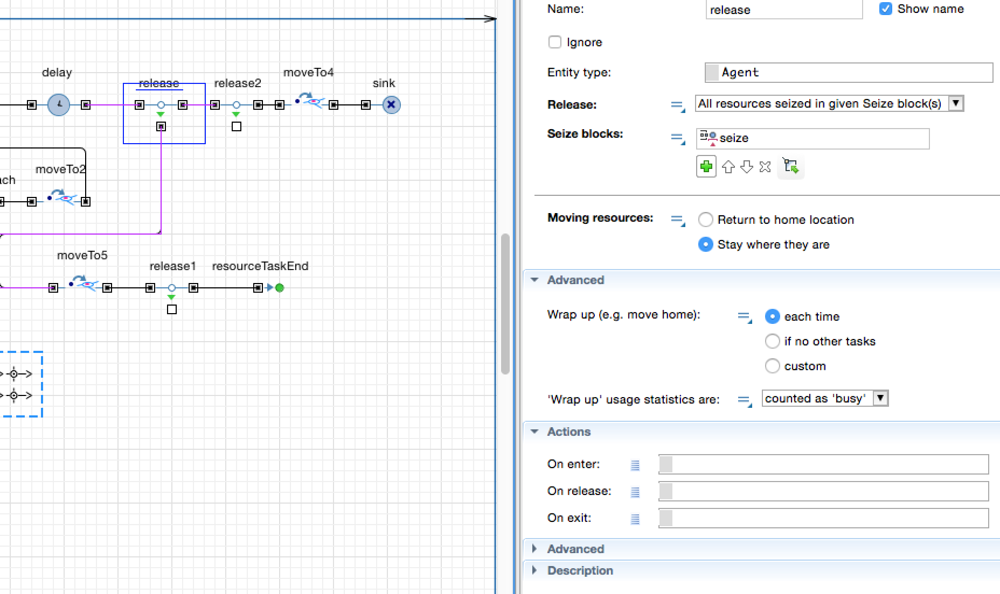 delay
release
release2
moveTo4
sink
moveTo2
ach
moveTo5
release1
resourceTaskEnd
Name:
release
Show name
Ignore
Entity type:
Agent
Release:
All resources seized in given Seize block(s)
Seize blocks:
seize
Moving resources:
Return to home location
Stay where they are
Advanced
Wrap up (e.g. move home):
each time
if no other tasks
custom
'Wrap up' usage statistics are:
counted as 'busy'
Actions
On enter:
On release:
On exit:
Advanced
Description